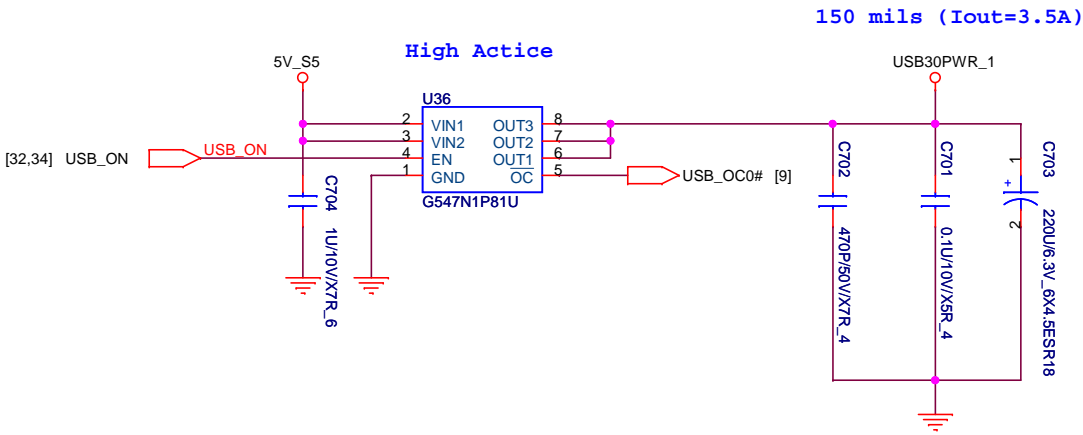 150 mils (Iout=3.5A)
High Actice
5V_S5
USB30PWR_1
U36
2 VIN1 OUT3 8
3 VIN2 OUT2 7
[32,34] USB_ON USB_ON 4 EN OUT1 6
1 GND OC 5 USB_OC0# [9]
G547N1P81U
C704 1U/10V/X7R_6
C702 470P/50V/X7R_4
C701 0.1U/10V/X5R_4
1 + 2
C703 220U/6.3V_6X4.5ESR18